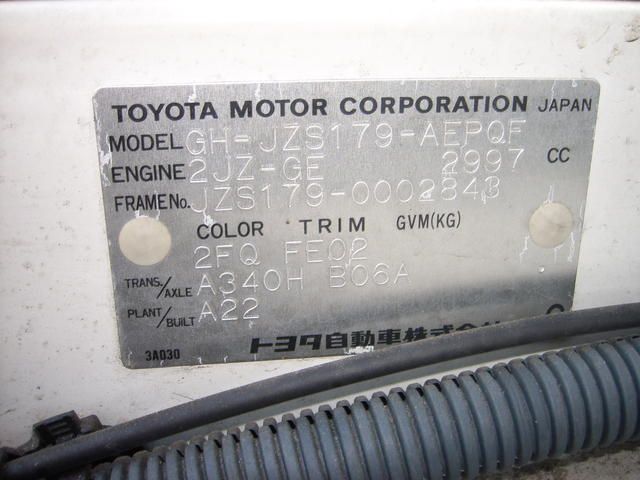 TOYOTA MOTOR CORPORATION JAPAN
MODEL GH-JZS179-AEPQF
ENGINE 2JZ-GE 2997 CC
FRAME No. JZS179-0002843
COLOR TRIM GVM(KG)
2FQ FE02
TRANS./AXLE A340H B06A
PLANT/BUILT A22
3A030 トヨタ自動車株式会社